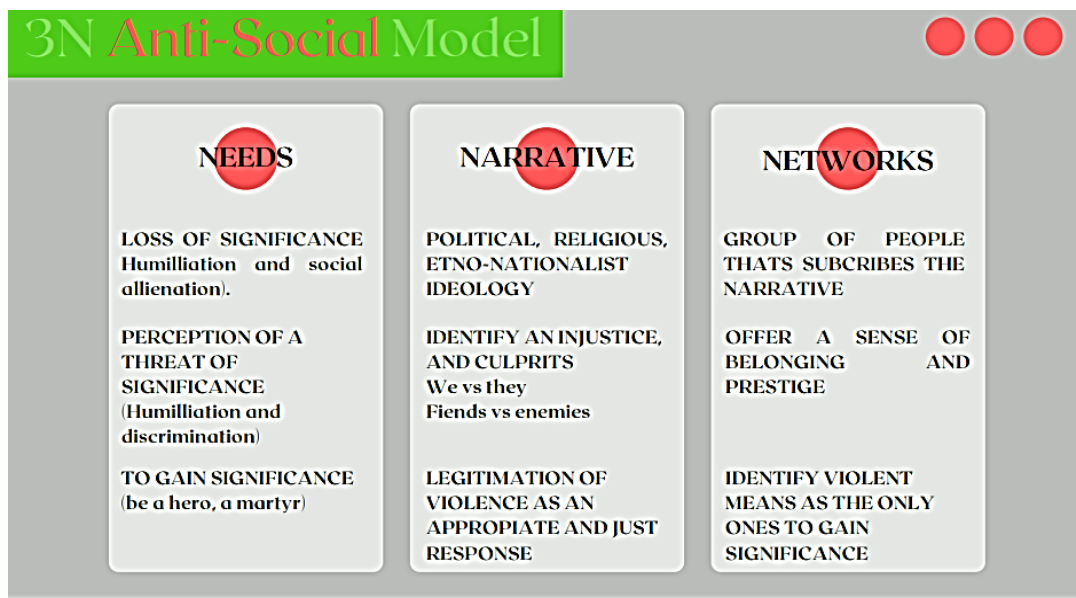 3N Anti-Social Model
NEEDS
LOSS OF SIGNIFICANCE
Humilliation and social
allienation).
PERCEPTION OF A
THREAT OF
SIGNIFICANCE
(Humilliation and
discrimination)
TO GAIN SIGNIFICANCE
(be a hero, a martyr)
NARRATIVE
POLITICAL, RELIGIOUS,
ETNO-NATIONALIST
IDEOLOGY
IDENTIFY AN INJUSTICE,
AND CULPRITS
We vs they
Fiends vs enemies
LEGITIMATION OF
VIOLENCE AS AN
APPROPIATE AND JUST
RESPONSE
NETWORKS
GROUP OF PEOPLE
THATS SUBCRIBES THE
NARRATIVE
OFFER A SENSE OF
BELONGING AND
PRESTIGE
IDENTIFY VIOLENT
MEANS AS THE ONLY
ONES TO GAIN
SIGNIFICANCE